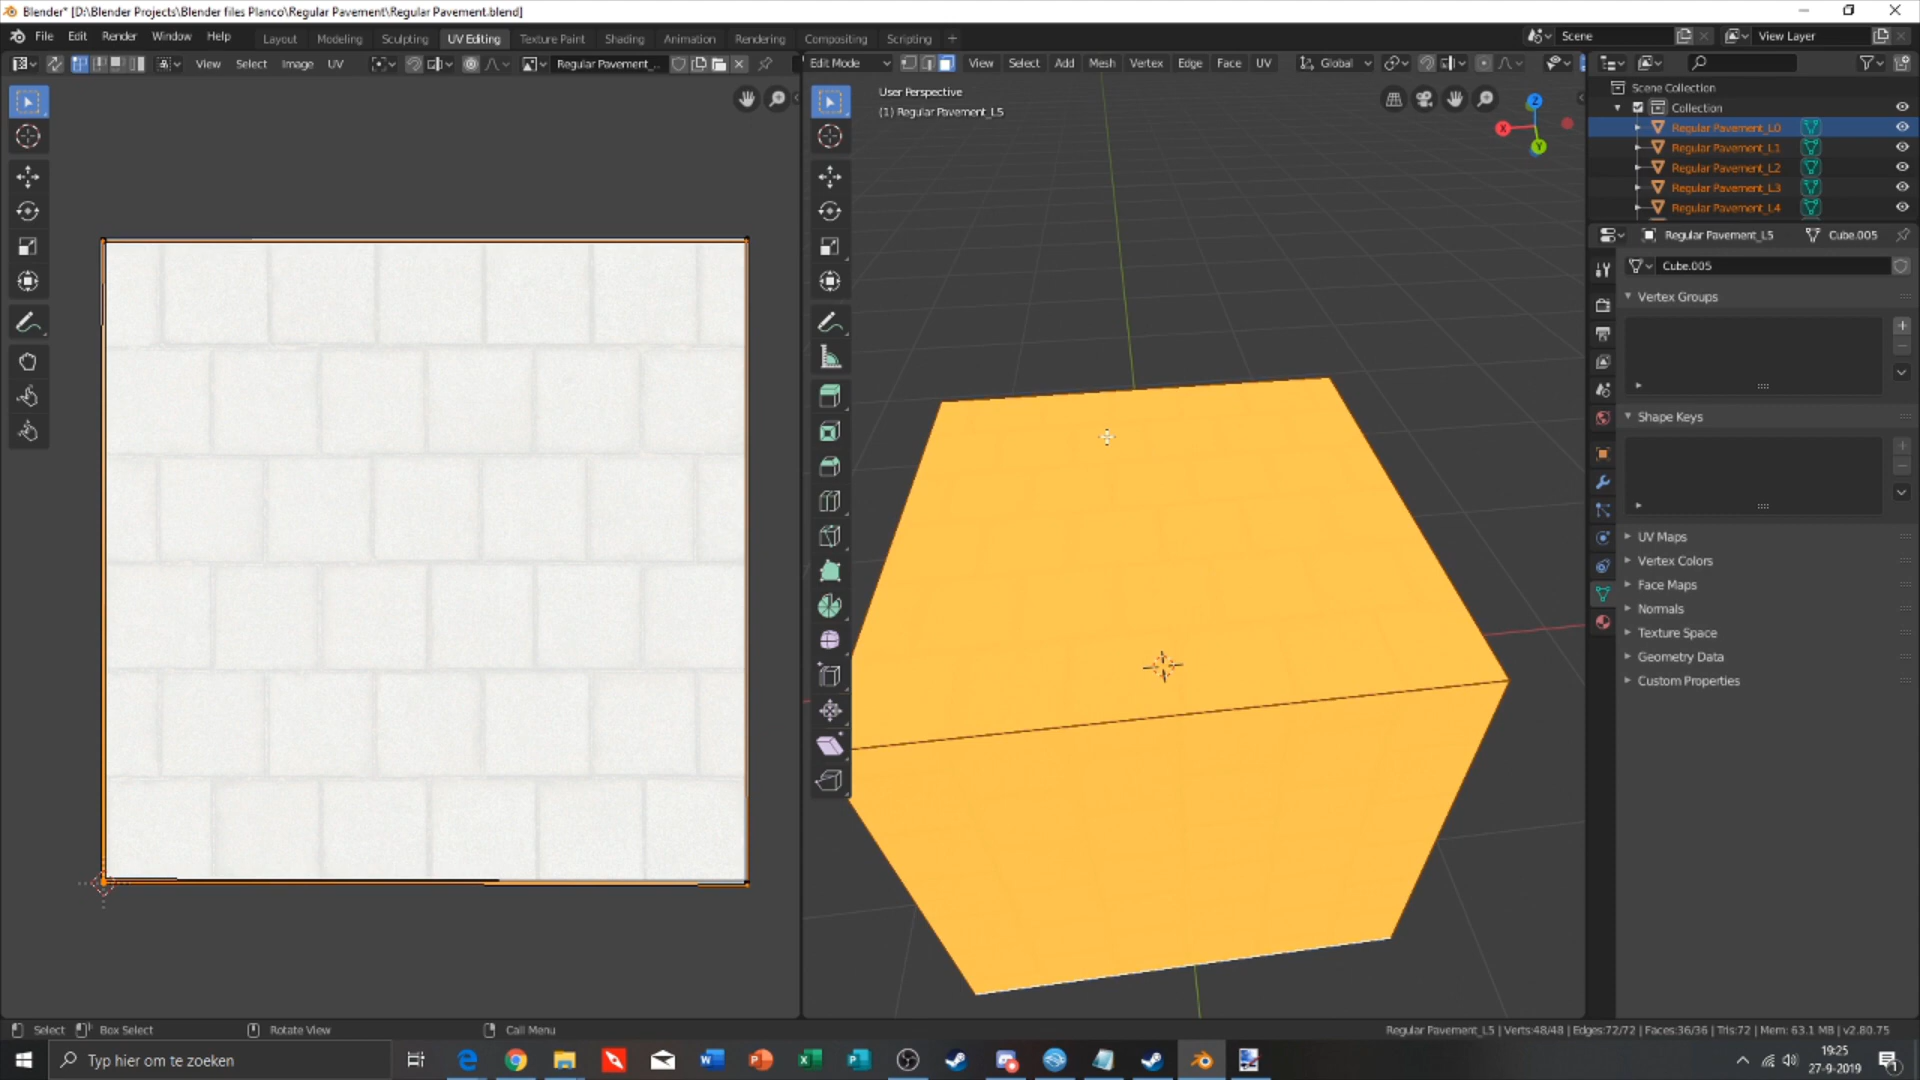 Blender* [D:\Blender Projects\Blender files Planco\Regular Pavement\Regular Pavement.blend]
File Edit Render Window Help Layout Modeling Sculpting UV Editing Texture Paint Shading Animation Rendering Compositing Scripting + Scene View Layer
View Select Image UV Regular Pavement_... Edit Mode View Select Add Mesh Vertex Edge Face UV Global
User Perspective
(1) Regular Pavement_L5
Z
X
Y
Scene Collection
Collection
Regular Pavement_L0
Regular Pavement_L1
Regular Pavement_L2
Regular Pavement_L3
Regular Pavement_L4
Regular Pavement_L5 Cube.005
Cube.005
Vertex Groups
Shape Keys
UV Maps
Vertex Colors
Face Maps
Normals
Texture Space
Geometry Data
Custom Properties
Select Box Select Rotate View Call Menu Regular Pavement_L5 | Verts:48/48 | Edges:72/72 | Faces:36/36 | Tris:72 | Mem: 63.1 MB | v2.80.75
Typ hier om te zoeken
19:25
27-9-2019
1